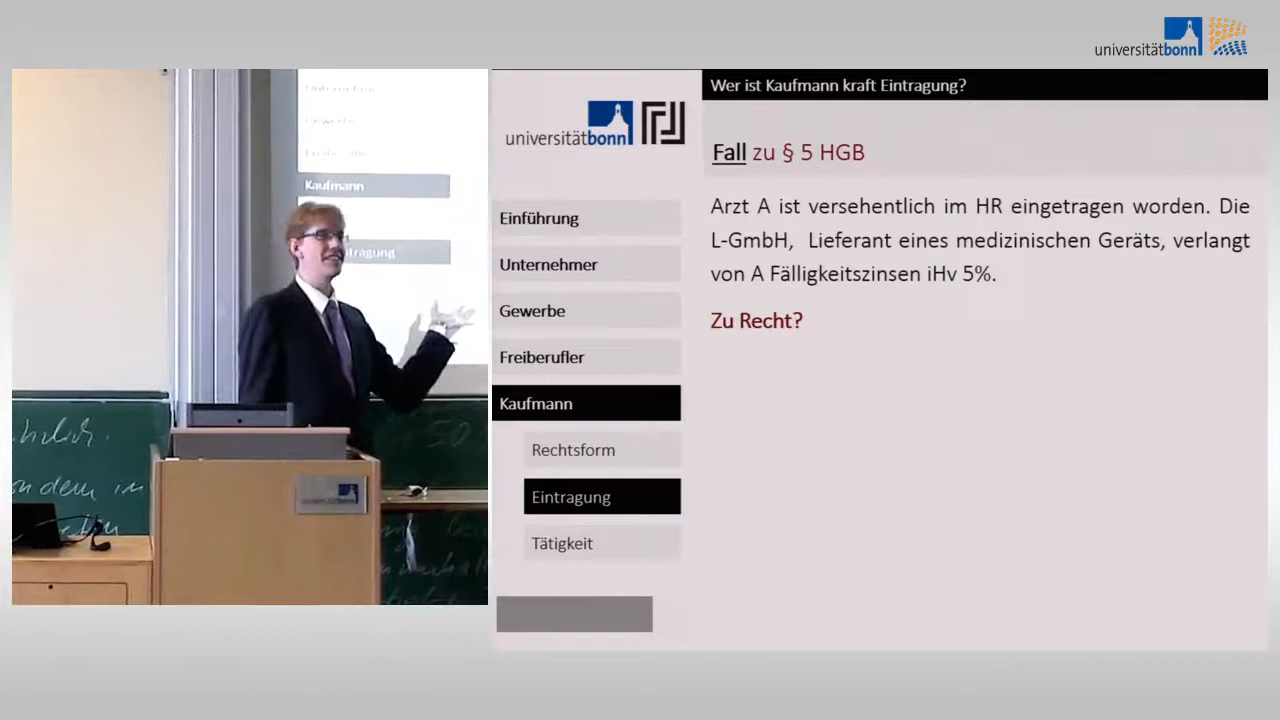 universitätbonn
Wer ist Kaufmann kraft Eintragung?
universitätbonn
Fall zu § 5 HGB
Arzt A ist versehentlich im HR eingetragen worden. Die
L-GmbH, Lieferant eines medizinischen Geräts, verlangt
von A Fälligkeitszinsen iHv 5%.
Zu Recht?
Einführung
Unternehmer
Gewerbe
Freiberufler
Kaufmann
Rechtsform
Eintragung
Tätigkeit
Kaufmann
tragung